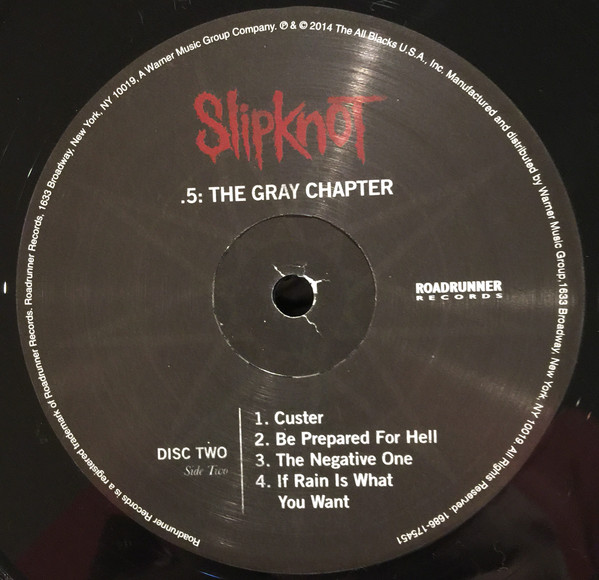 Roadrunner Records is a registered trademark of Roadrunner Records. Roadrunner Records, 1633 Broadway, New York, NY 10019, A Warner Music Group Company. ℗ & © 2014 The All Blacks U.S.A., Inc. Manufactured and distributed by Warner Music Group, 1633 Broadway, New York, NY 10019 All Rights Reserved. 1686-175451
SlipKnoT
.5: THE GRAY CHAPTER
ROADRUNNER
RECORDS
DISC TWO
Side Two
1. Custer
2. Be Prepared For Hell
3. The Negative One
4. If Rain Is What
You Want